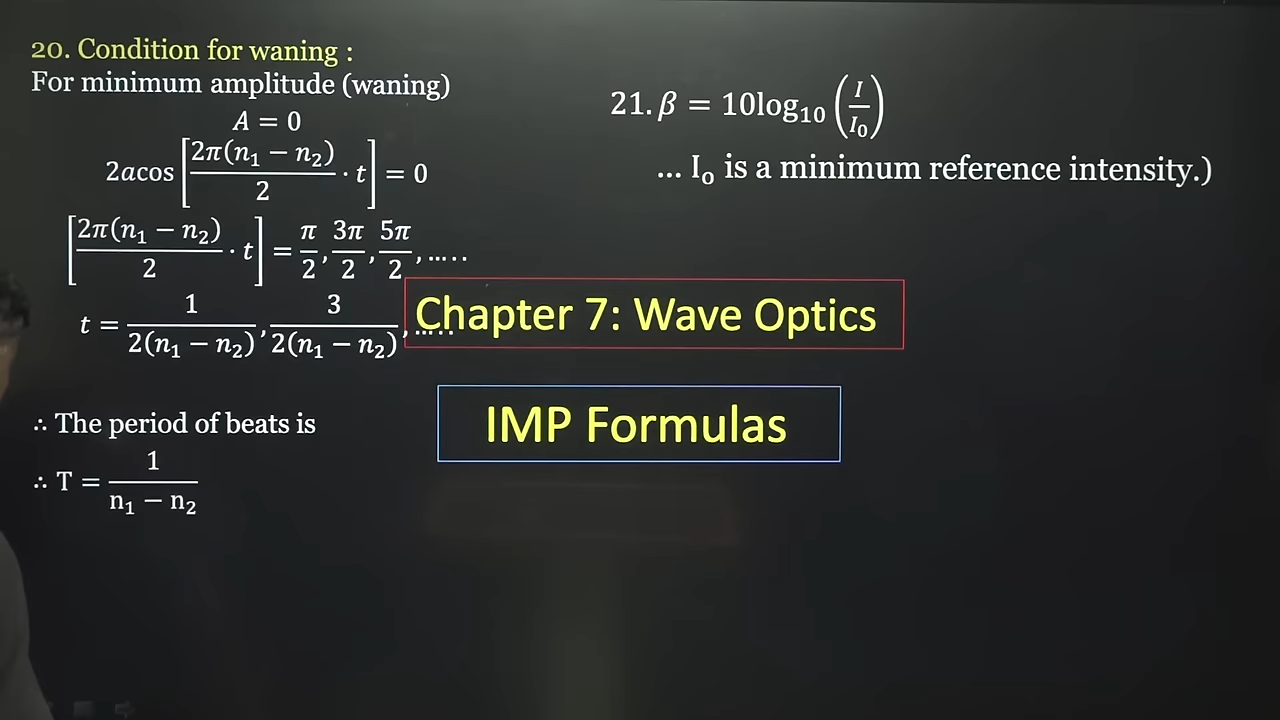 20. Condition for waning :
For minimum amplitude (waning)
A = 0
2acos [2π(n₁ − n₂)/2 · t] = 0
[2π(n₁ − n₂)/2 · t] = π/2, 3π/2, 5π/2, .....
t = 1/2(n₁ − n₂), 3/2(n₁ − n₂), .....
∴ The period of beats is
∴ T = 1/n₁ − n₂
21. β = 10log₁₀ (I/I₀)
... I₀ is a minimum reference intensity.)
Chapter 7: Wave Optics
IMP Formulas